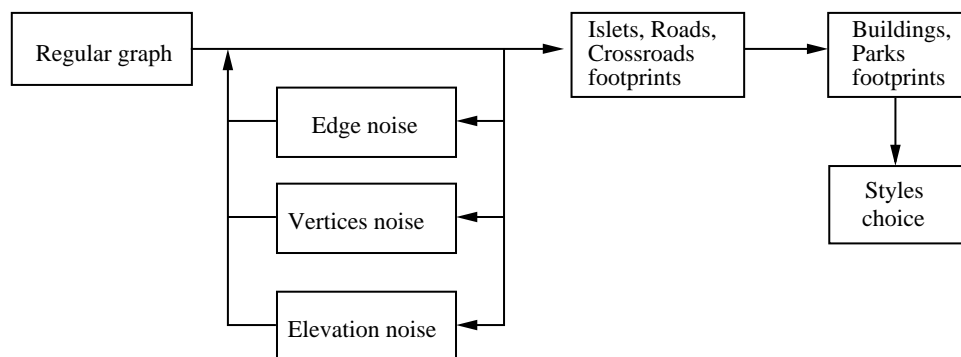 Regular graph
Islets, Roads,
Crossroads
footprints
Buildings,
Parks
footprints
Edge noise
Vertices noise
Elevation noise
Styles
choice